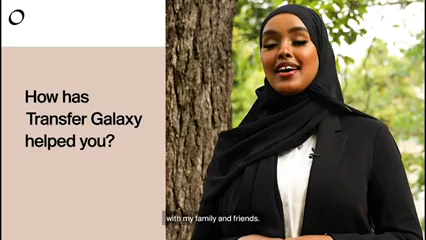 How has
Transfer Galaxy
helped you?
with my family and friends.